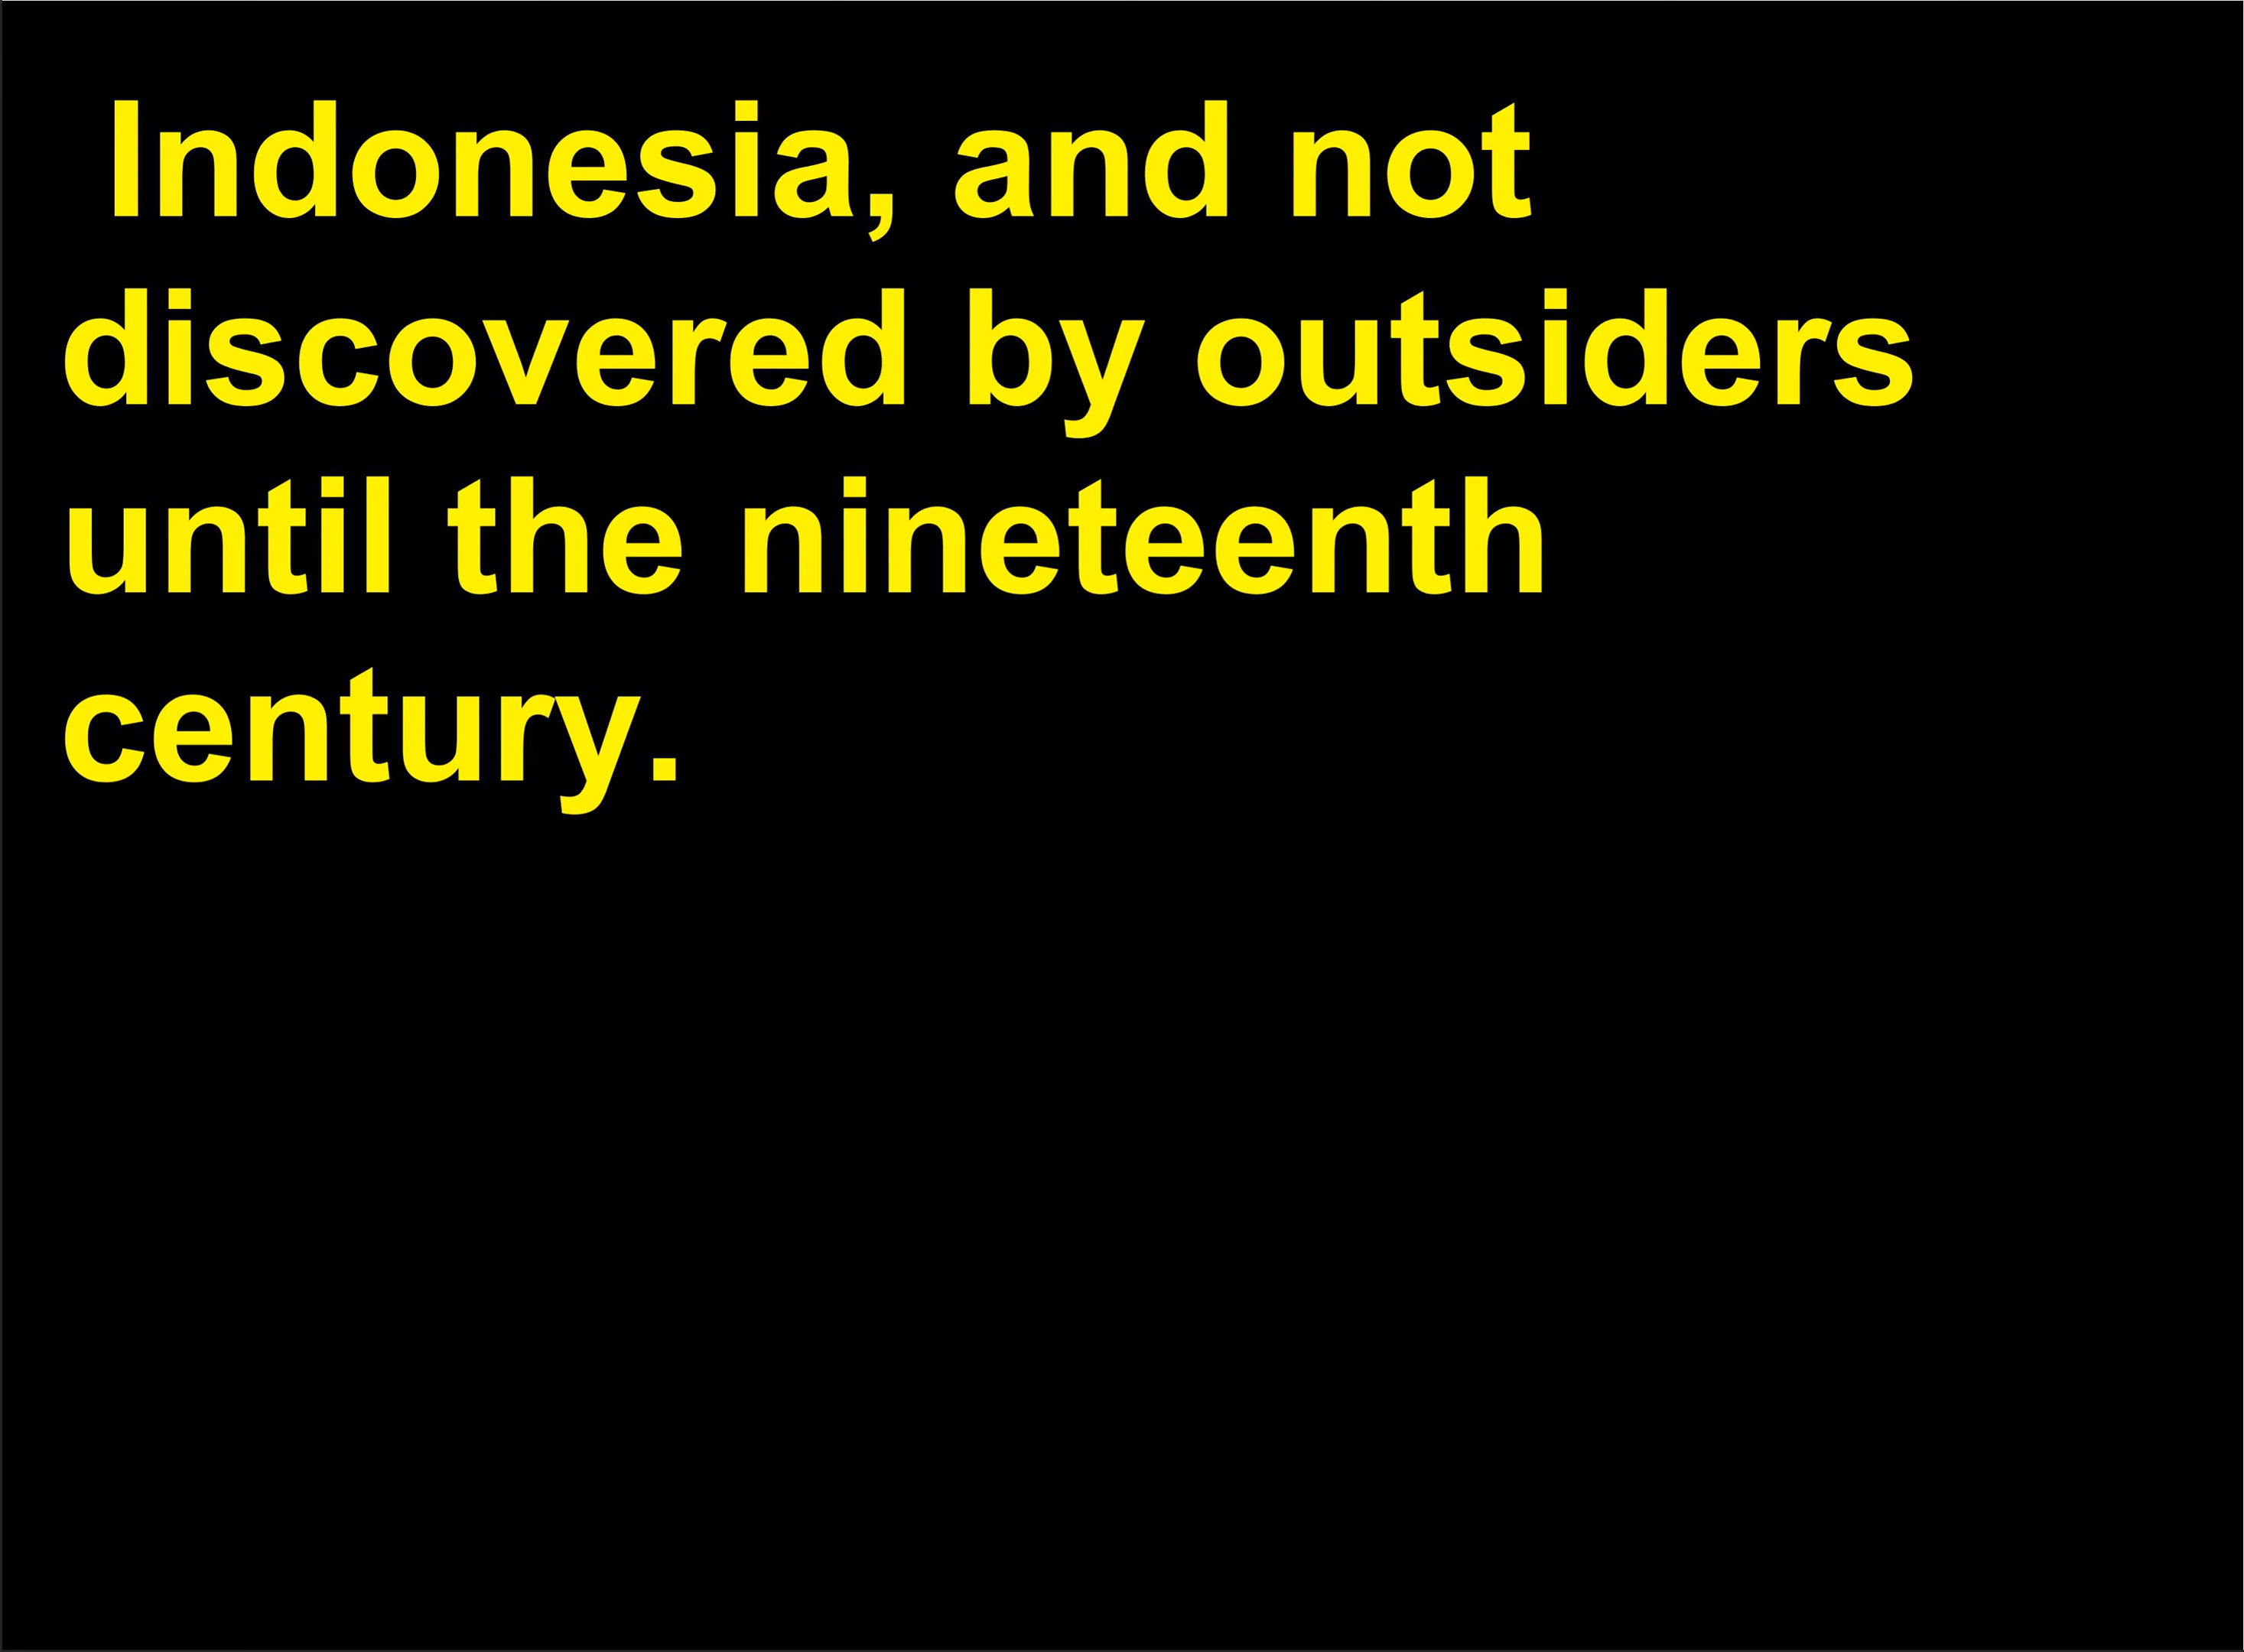 Indonesia, and not
discovered by outsiders
until the nineteenth
century.